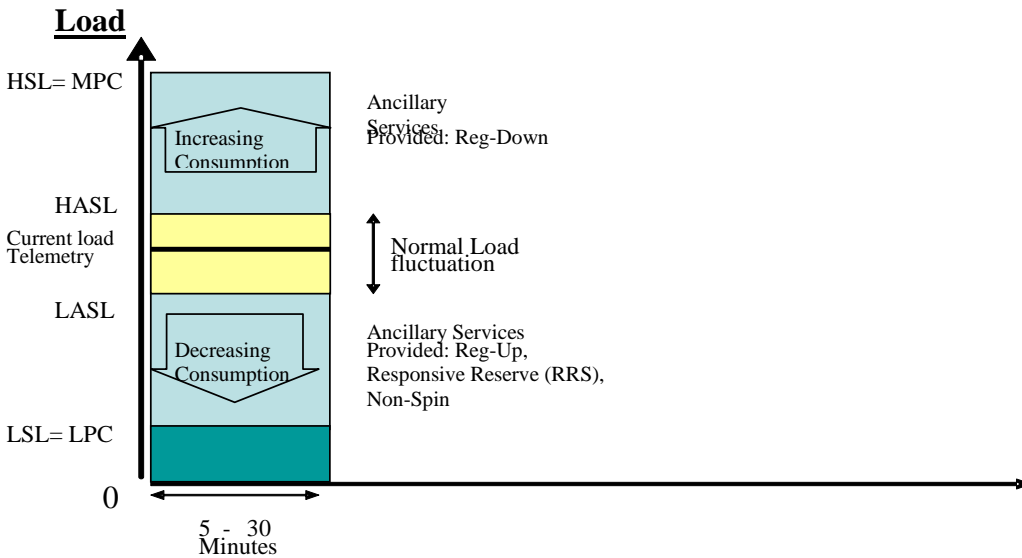 Load
HSL= MPC
Increasing
Consumption
Ancillary
Services
Provided: Reg-Down
HASL
Current load
Telemetry
Normal Load
fluctuation
LASL
Decreasing
Consumption
Ancillary Services
Provided: Reg-Up,
Responsive Reserve (RRS),
Non-Spin
LSL= LPC
0
5 - 30
Minutes